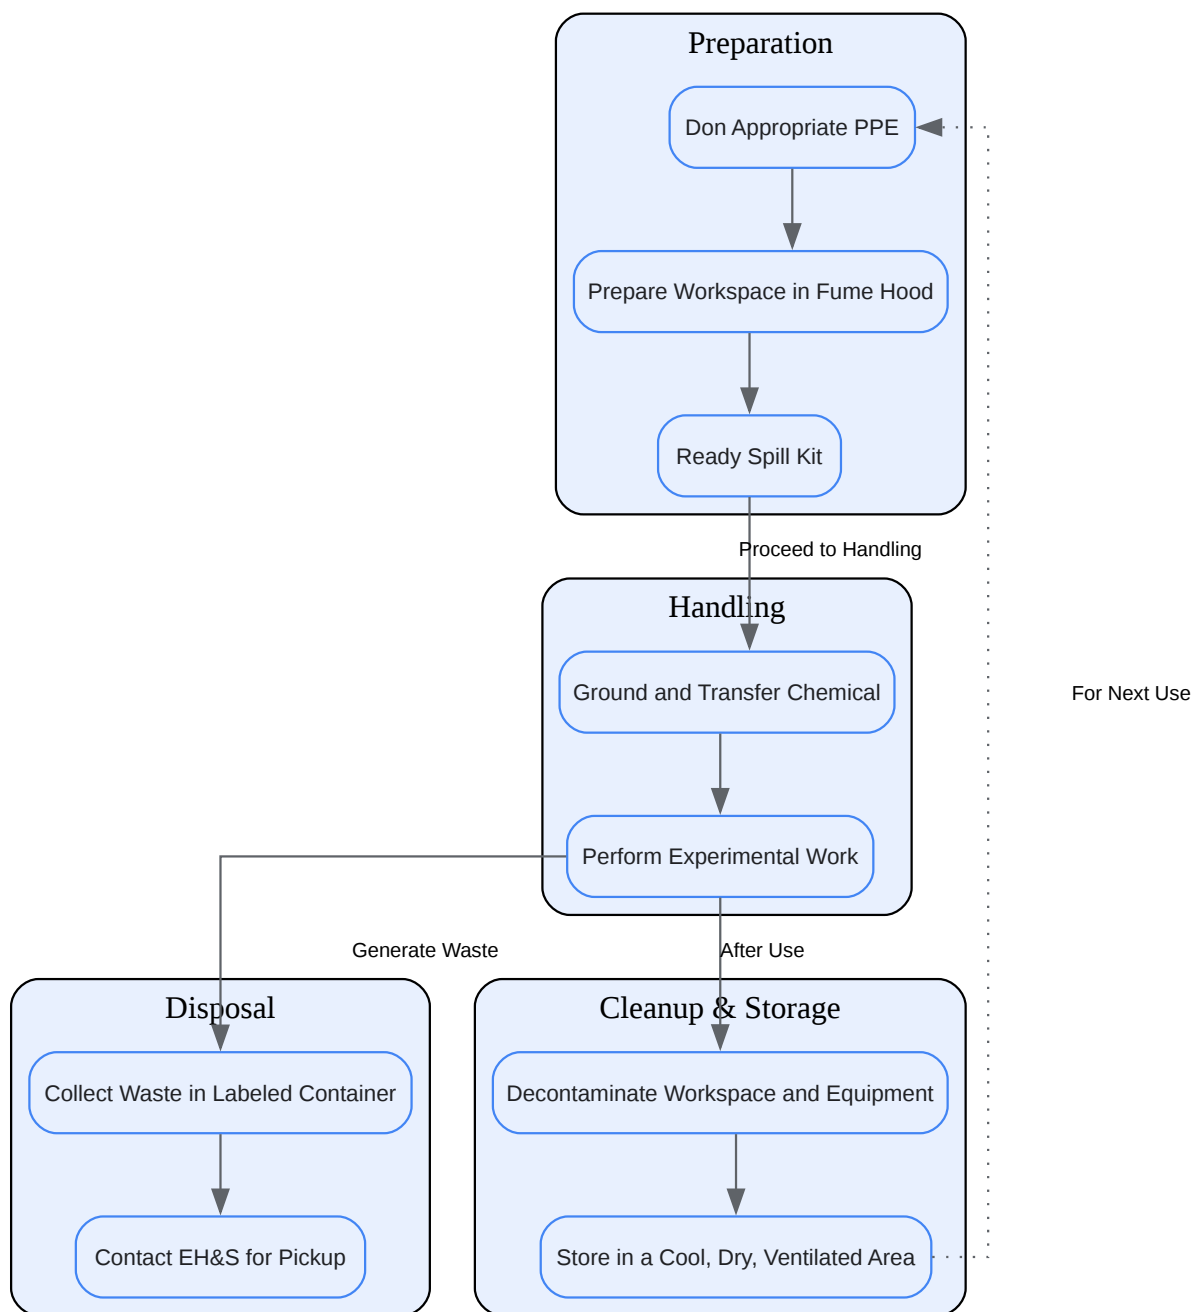 Preparation
Don Appropriate PPE
Prepare Workspace in Fume Hood
Ready Spill Kit
Proceed to Handling
Handling
Ground and Transfer Chemical
For Next Use
Perform Experimental Work
Generate Waste
After Use
Disposal
Cleanup & Storage
Collect Waste in Labeled Container
Decontaminate Workspace and Equipment
Contact EH&S for Pickup
Store in a Cool, Dry, Ventilated Area